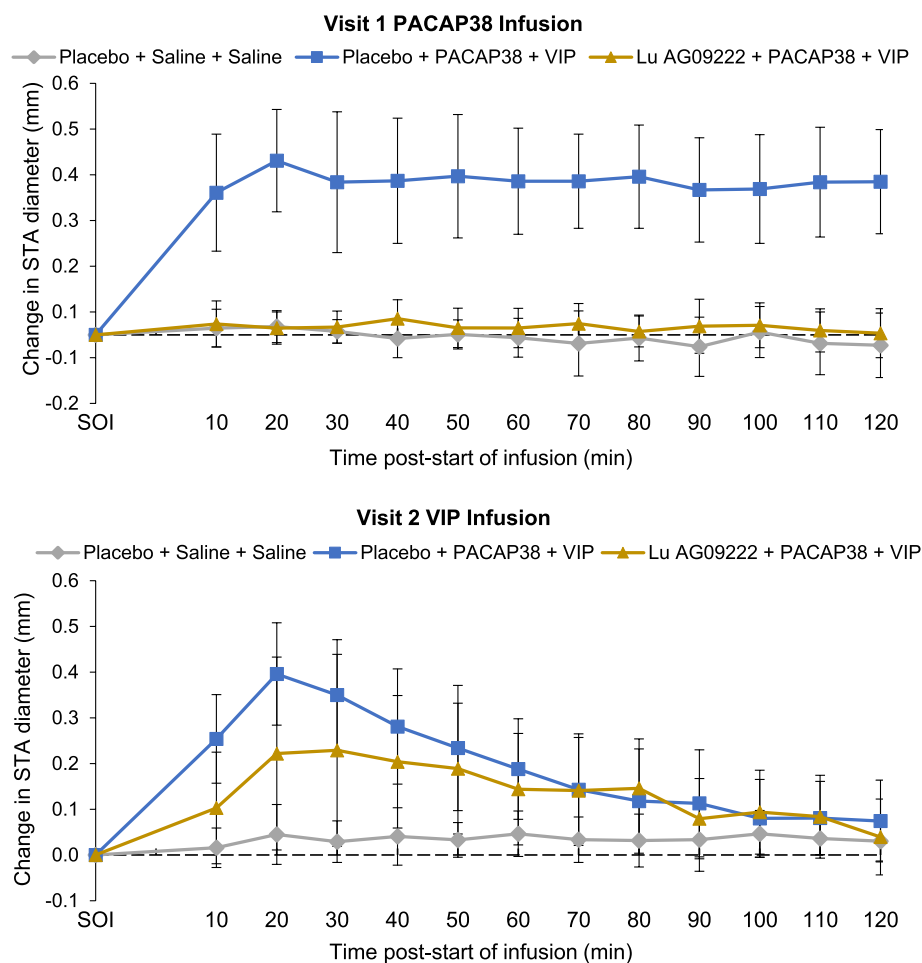 Visit 1 PACAP38 Infusion
Placebo + Saline + Saline Placebo + PACAP38 + VIP Lu AG09222 + PACAP38 + VIP
Change in STA diameter (mm)
0.6
0.5
0.4
0.3
0.2
0.1
-0.1
-0.2
SOI 10 20 30 40 50 60 70 80 90 100 110 120
Time post-start of infusion (min)
Visit 2 VIP Infusion
Placebo + Saline + Saline Placebo + PACAP38 + VIP Lu AG09222 + PACAP38 + VIP
Change in STA diameter (mm)
0.6
0.5
0.4
0.3
0.2
0.1
0.0
-0.1
SOI 10 20 30 40 50 60 70 80 90 100 110 120
Time post-start of infusion (min)